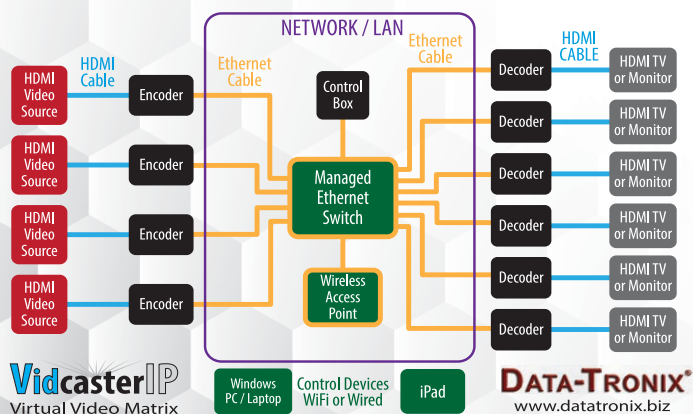 NETWORK / LAN
HDMI
Cable
Ethernet
Cable
Ethernet
Cable
HDMI
CABLE
HDMI
Video
Source
Encoder
HDMI
Video
Source
Encoder
HDMI
Video
Source
Encoder
HDMI
Video
Source
Encoder
Control
Box
Managed
Ethernet
Switch
Wireless
Access
Point
Decoder
HDMI TV
or Monitor
Decoder
HDMI TV
or Monitor
Decoder
HDMI TV
or Monitor
Decoder
HDMI TV
or Monitor
Decoder
HDMI TV
or Monitor
Decoder
HDMI TV
or Monitor
VidcasterIP
Virtual Video Matrix
Windows
PC / Laptop
Control Devices
WiFi or Wired
iPad
DATA-TRONIX®
www.datatronix.biz